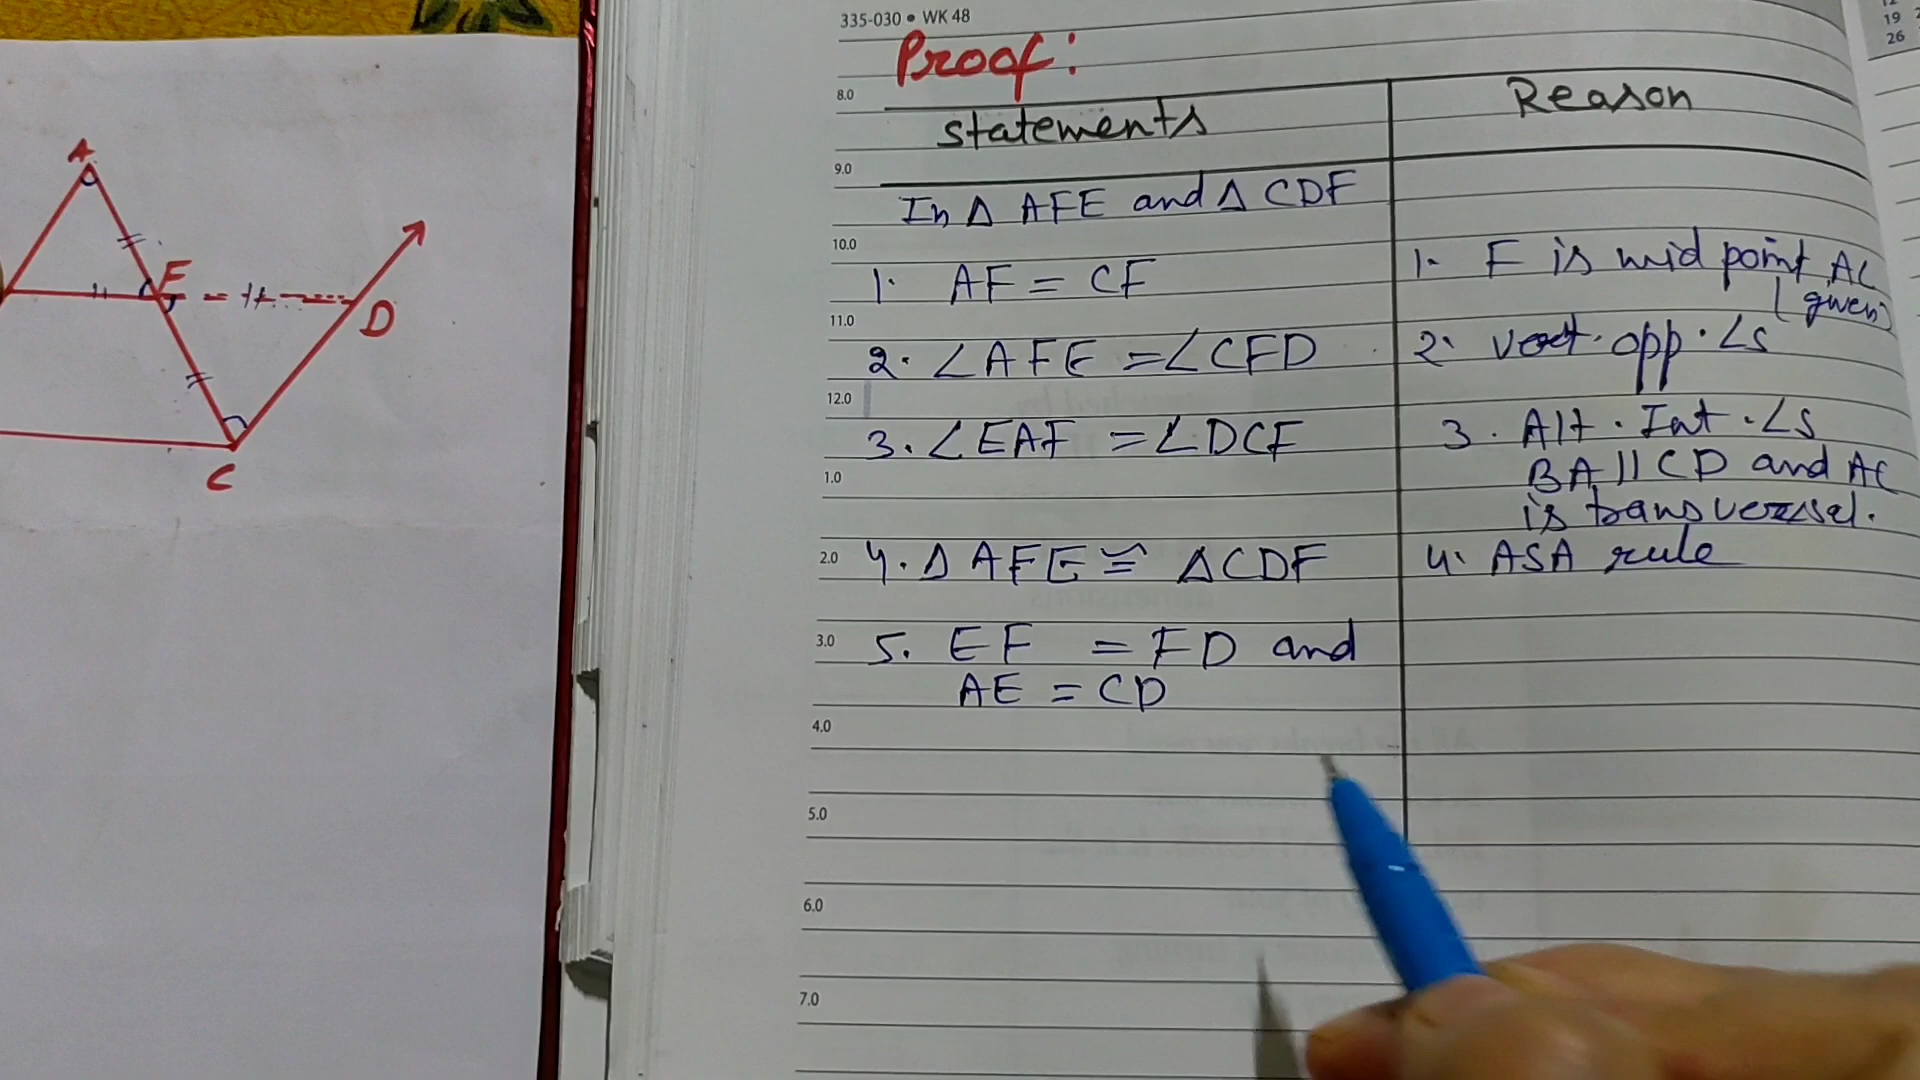 335-030 • WK 48
Proof:
statements
Reason
In Δ AFE and Δ CDF
1. AF = CF
1. F is mid point AC
(given)
2. ∠AFE = ∠CFD
2. vert. opp. ∠s
3. ∠EAF = ∠DCF
3. Alt. Int. ∠s
BA || CD and AC
is transversal.
4. Δ AFE ≅ ΔCDF
4. ASA rule
5. EF = FD and
AE = CD
8.0
9.0
10.0
11.0
12.0
1.0
2.0
3.0
4.0
5.0
6.0
7.0
A
F
D
C
19
26